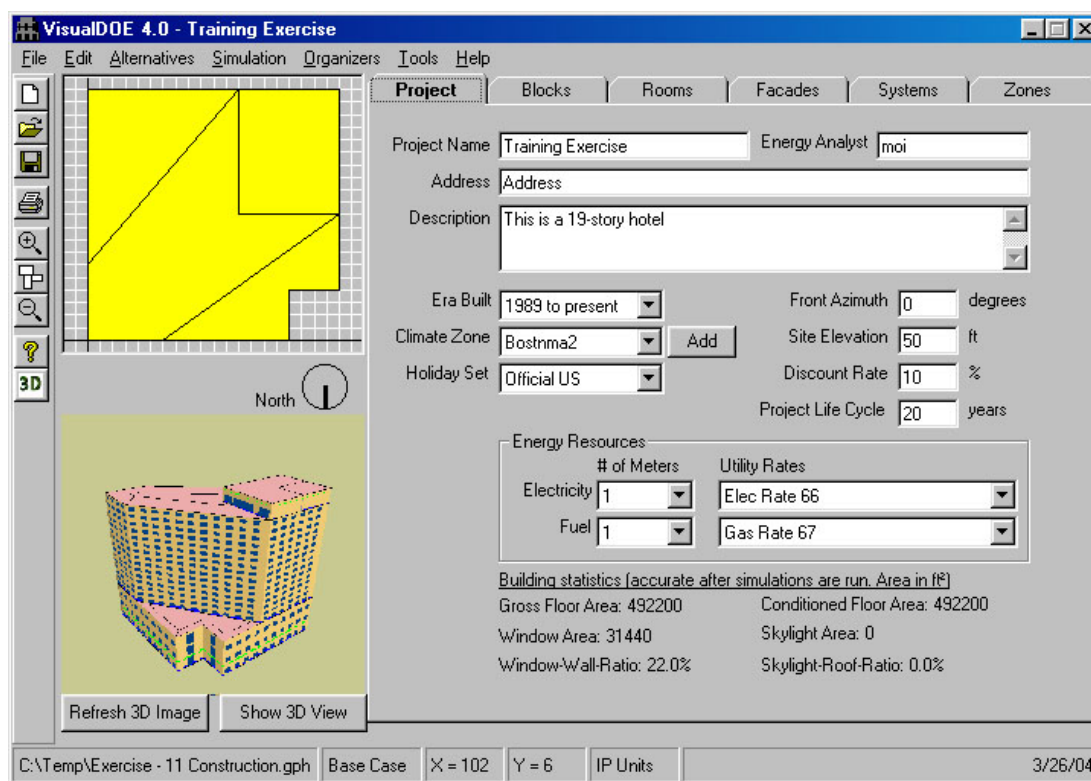 VisualDOE 4.0 - Training Exercise
File Edit Alternatives Simulation Organizers Tools Help
Project Blocks Rooms Facades Systems Zones
Project Name Training Exercise Energy Analyst moi
Address Address
Description This is a 19-story hotel
Era Built 1989 to present Front Azimuth 0 degrees
Climate Zone Bostnma2 Add Site Elevation 50 ft
Holiday Set Official US Discount Rate 10 %
Project Life Cycle 20 years
3D
North
Energy Resources
# of Meters Utility Rates
Electricity 1 Elec Rate 66
Fuel 1 Gas Rate 67
Building statistics (accurate after simulations are run. Area in ft²)
Gross Floor Area: 492200 Conditioned Floor Area: 492200
Window Area: 31440 Skylight Area: 0
Window-Wall-Ratio: 22.0% Skylight-Roof-Ratio: 0.0%
Refresh 3D Image Show 3D View
C:\Temp\Exercise - 11 Construction.gph Base Case X = 102 Y = 6 IP Units 3/26/04